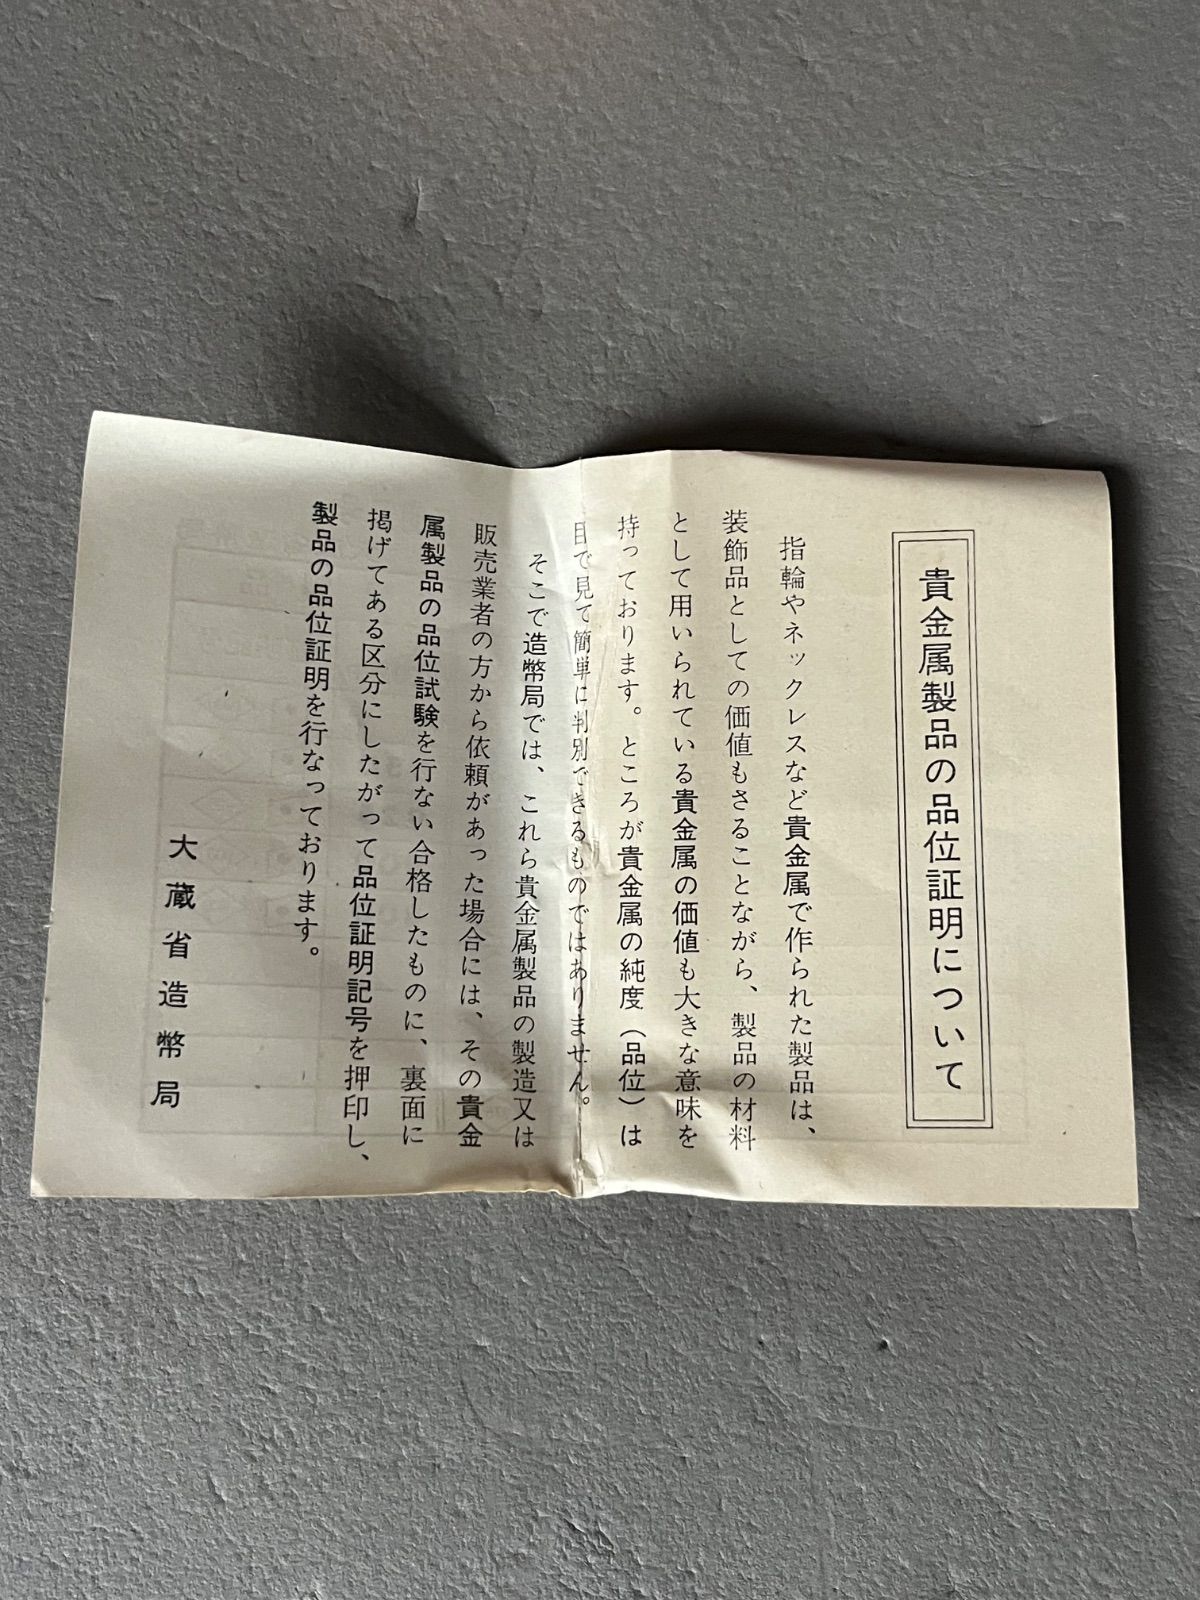 貴金属製品の品位証明について
指輪やネックレスなど貴金属で作られた製品は、
装飾品としての価値もさることながら、製品の材料
として用いられている貴金属の価値も大きな意味を
持っております。ところが貴金属の純度（品位）は
目で見て簡単に判別できるものではありません。
そこで造幣局では、これら貴金属製品の製造又は
販売業者の方から依頼があった場合には、その貴金
属製品の品位試験を行ない合格したものに、裏面に
掲げてある区分にしたがって品位証明記号を押印し、
製品の品位証明を行なっております。
大蔵省造幣局